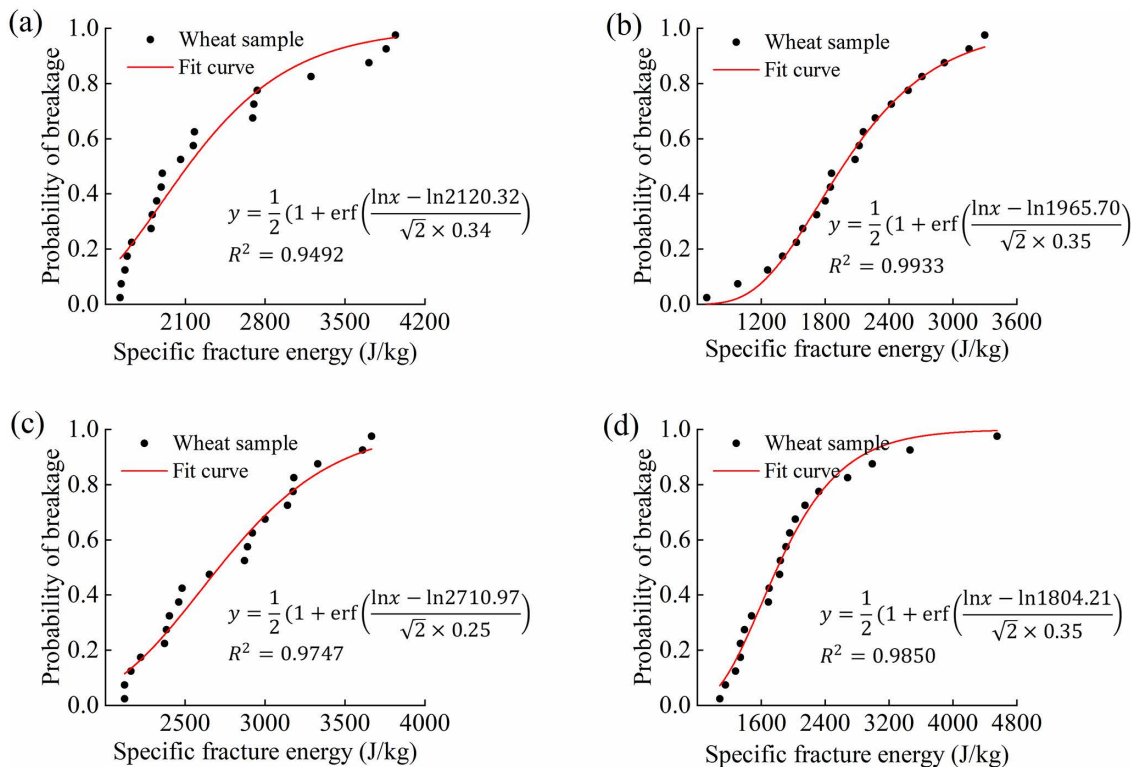 (a)
1.0
0.8
0.6
0.4
0.2
0.0
Probability of breakage
Wheat sample
Fit curve
y = 1/2 (1 + erf ( (lnx − ln2120.32) / (√2 × 0.34) )
R² = 0.9492
2100 2800 3500 4200
Specific fracture energy (J/kg)
(b)
1.0
0.8
0.6
0.4
0.2
0.0
Probability of breakage
Wheat sample
Fit curve
y = 1/2 (1 + erf ( (lnx − ln1965.70) / (√2 × 0.35) )
R² = 0.9933
1200 1800 2400 3000 3600
Specific fracture energy (J/kg)
(c)
1.0
0.8
0.6
0.4
0.2
0.0
Probability of breakage
Wheat sample
Fit curve
y = 1/2 (1 + erf ( (lnx − ln2710.97) / (√2 × 0.25) )
R² = 0.9747
2500 3000 3500 4000
Specific fracture energy (J/kg)
(d)
1.0
0.8
0.6
0.4
0.2
0.0
Probability of breakage
Wheat sample
Fit curve
y = 1/2 (1 + erf ( (lnx − ln1804.21) / (√2 × 0.35) )
R² = 0.9850
1600 2400 3200 4000 4800
Specific fracture energy (J/kg)